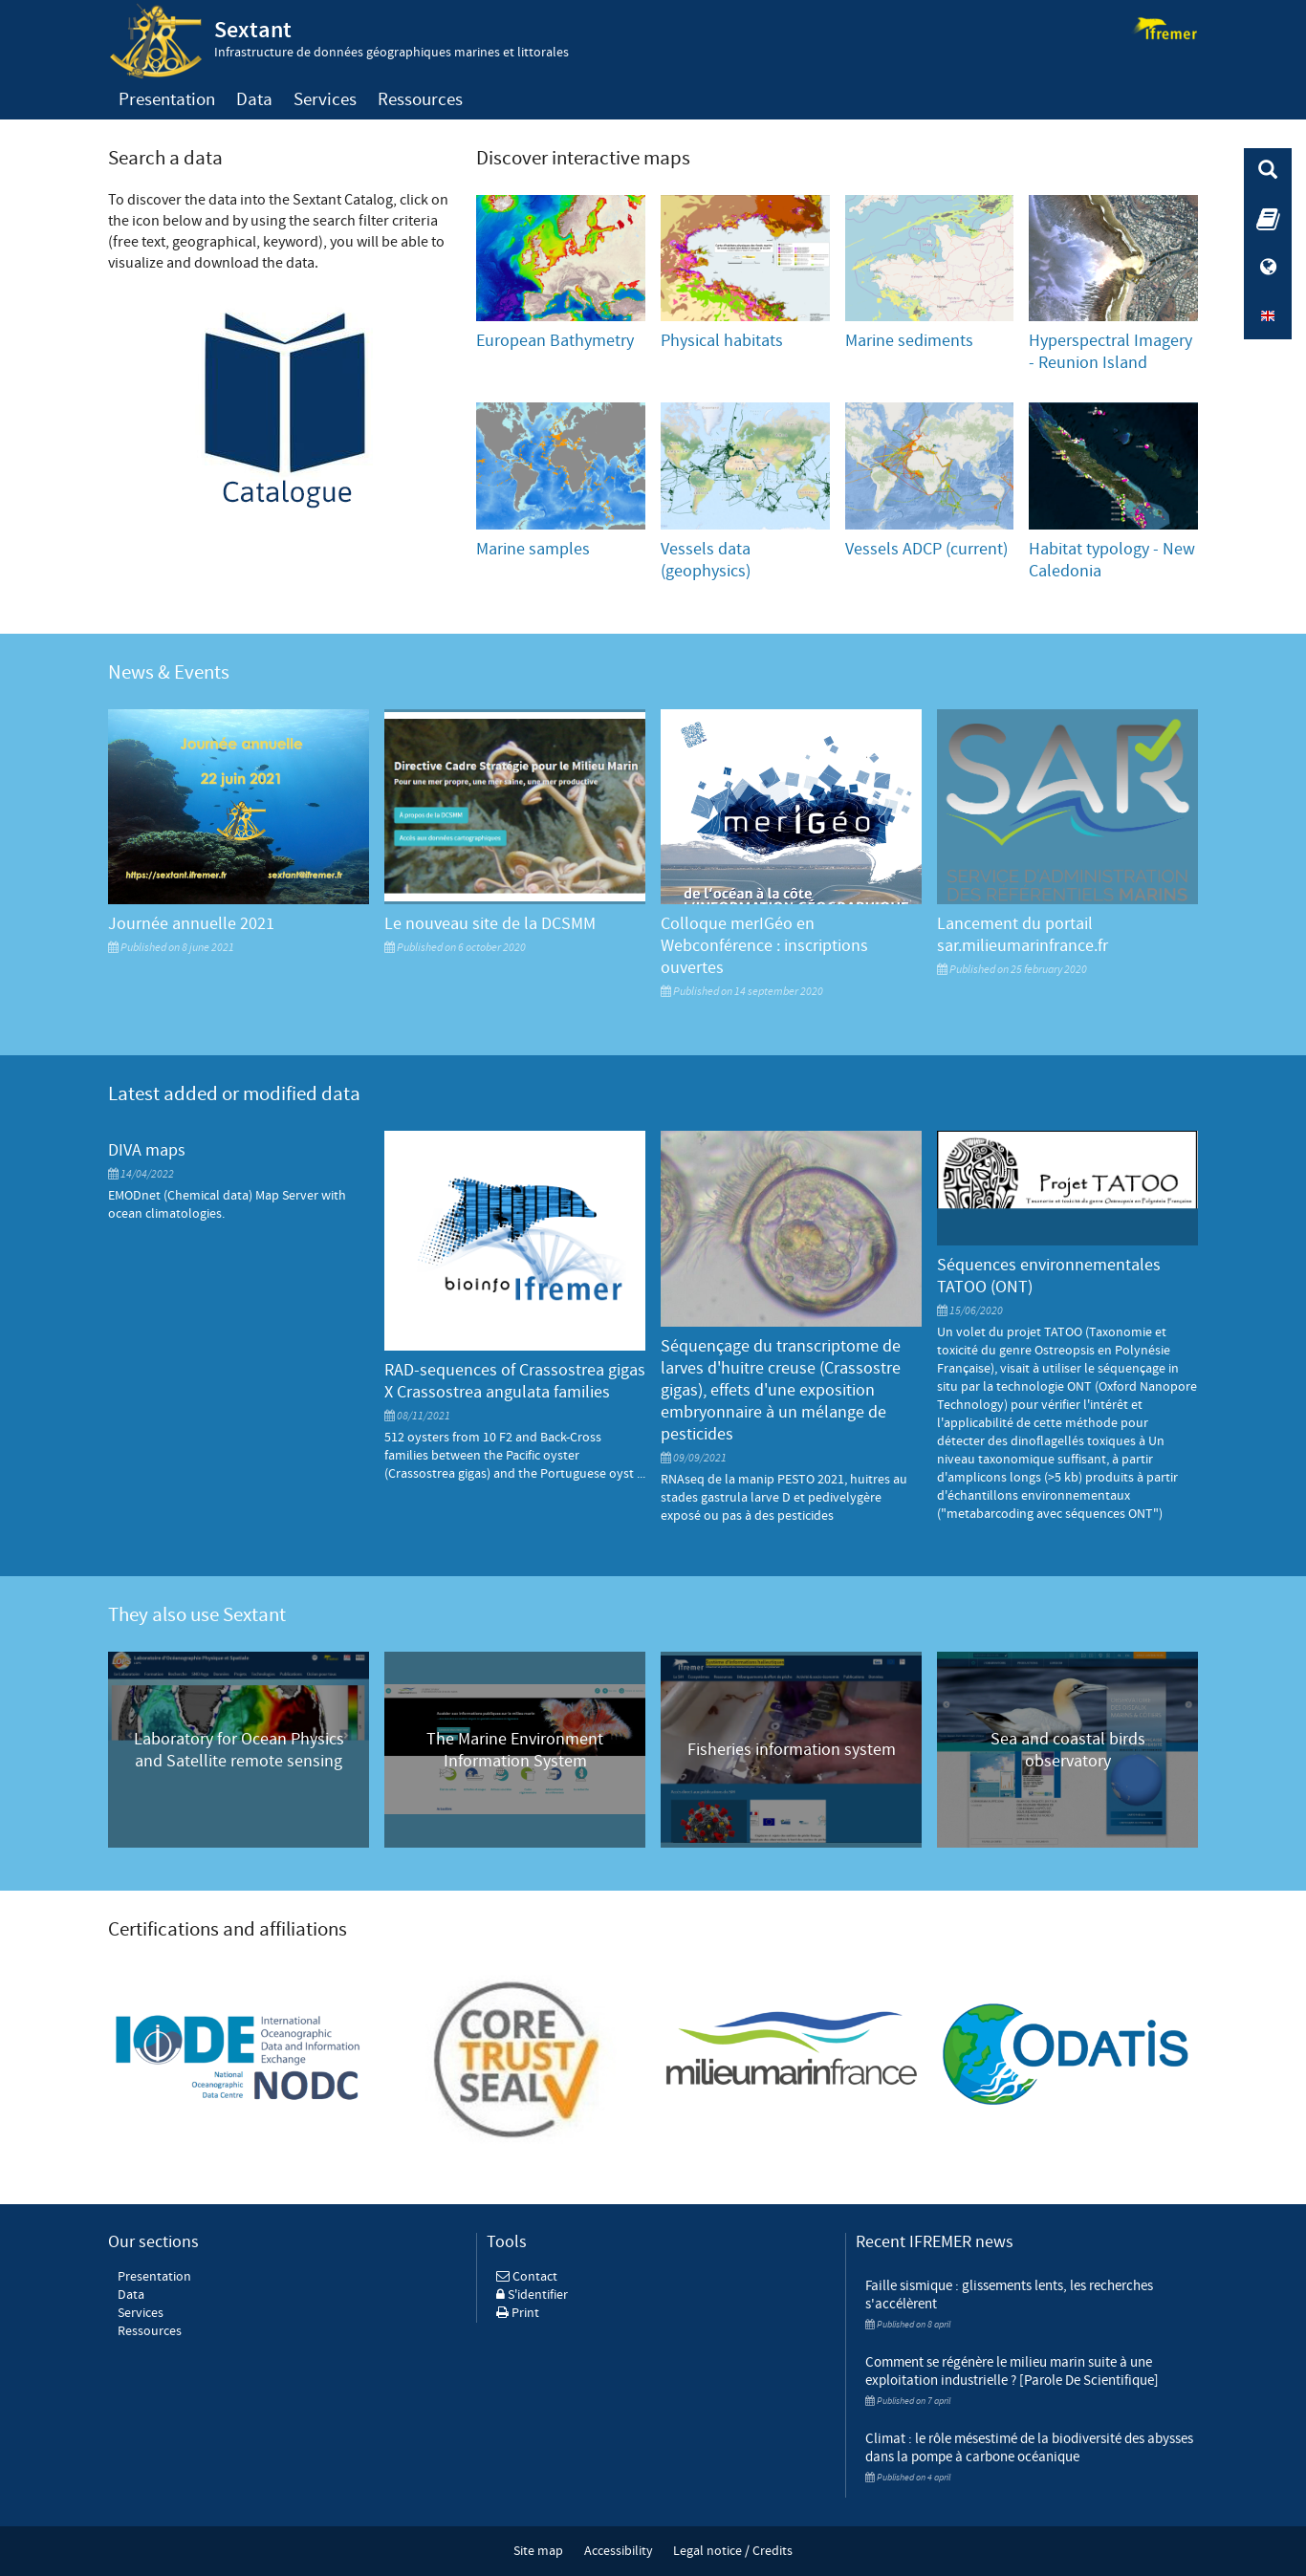 Sextant
Infrastructure de données géographiques marines et littorales
ifremer
Presentation Data Services Ressources
Search a data
To discover the data into the Sextant Catalog, click on
the icon below and by using the search filter criteria
(free text, geographical, keyword), you will be able to
visualize and download the data.
Catalogue
Discover interactive maps
European Bathymetry
Physical habitats
Marine sediments
Hyperspectral Imagery
- Reunion Island
Marine samples
Vessels data
(geophysics)
Vessels ADCP (current)
Habitat typology - New
Caledonia
News & Events
Journée annuelle
22 juin 2021
https://sextant.ifremer.fr
sextant@ifremer.fr
Journée annuelle 2021
Published on 8 june 2021
Directive Cadre Stratégie pour le Milieu Marin
Pour une mer propre, une mer saine, une mer productive
À propos de la DCSMM
Accès aux données cartographiques
Le nouveau site de la DCSMM
Published on 6 october 2020
merIGéo
de l'océan à la côte
L'INFORMATION GÉOGRAPHIQUE
Colloque merIGéo en
Webconférence : inscriptions
ouvertes
Published on 14 september 2020
SAR
SERVICE D'ADMINISTRATION
DES RÉFÉRENTIELS MARINS
Lancement du portail
sar.milieumarinfrance.fr
Published on 25 february 2020
Latest added or modified data
DIVA maps
14/04/2022
EMODnet (Chemical data) Map Server with
ocean climatologies.
bioinfo Ifremer
RAD-sequences of Crassostrea gigas
X Crassostrea angulata families
08/11/2021
512 oysters from 10 F2 and Back-Cross
families between the Pacific oyster
(Crassostrea gigas) and the Portuguese oyst ...
Séquençage du transcriptome de
larves d'huitre creuse (Crassostre
gigas), effets d'une exposition
embryonnaire à un mélange de
pesticides
09/09/2021
RNAseq de la manip PESTO 2021, huitres au
stades gastrula larve D et pedivelygère
exposé ou pas à des pesticides
Projet TATOO
Taxonomie et toxicité du genre Ostreopsis en Polynésie Française
Séquences environnementales
TATOO (ONT)
15/06/2020
Un volet du projet TATOO (Taxonomie et
toxicité du genre Ostreopsis en Polynésie
Française), visait à utiliser le séquençage in
situ par la technologie ONT (Oxford Nanopore
Technology) pour vérifier l'intérêt et
l'applicabilité de cette méthode pour
détecter des dinoflagellés toxiques à Un
niveau taxonomique suffisant, à partir
d'amplicons longs (>5 kb) produits à partir
d'échantillons environnementaux
("metabarcoding avec séquences ONT")
They also use Sextant
Laboratoire d'Océanographie Physique et Spatiale
Laboratory for Ocean Physics
and Satellite remote sensing
The Marine Environment
Information System
ifremer
Système d'informations halieutiques
Fisheries information system
Sea and coastal birds
observatory
Certifications and affiliations
IODE
International
Oceanographic
Data and Information
Exchange
National
Oceanographic
Data Centre
NODC
CORE
TRUST
SEAL
milieumarinfrance
ODATIS
Our sections
Presentation
Data
Services
Ressources
Tools
Contact
S'identifier
Print
Recent IFREMER news
Faille sismique : glissements lents, les recherches
s'accélèrent
Published on 8 april
Comment se régénère le milieu marin suite à une
exploitation industrielle ? [Parole De Scientifique]
Published on 7 april
Climat : le rôle mésestimé de la biodiversité des abysses
dans la pompe à carbone océanique
Published on 4 april
Site map Accessibility Legal notice / Credits